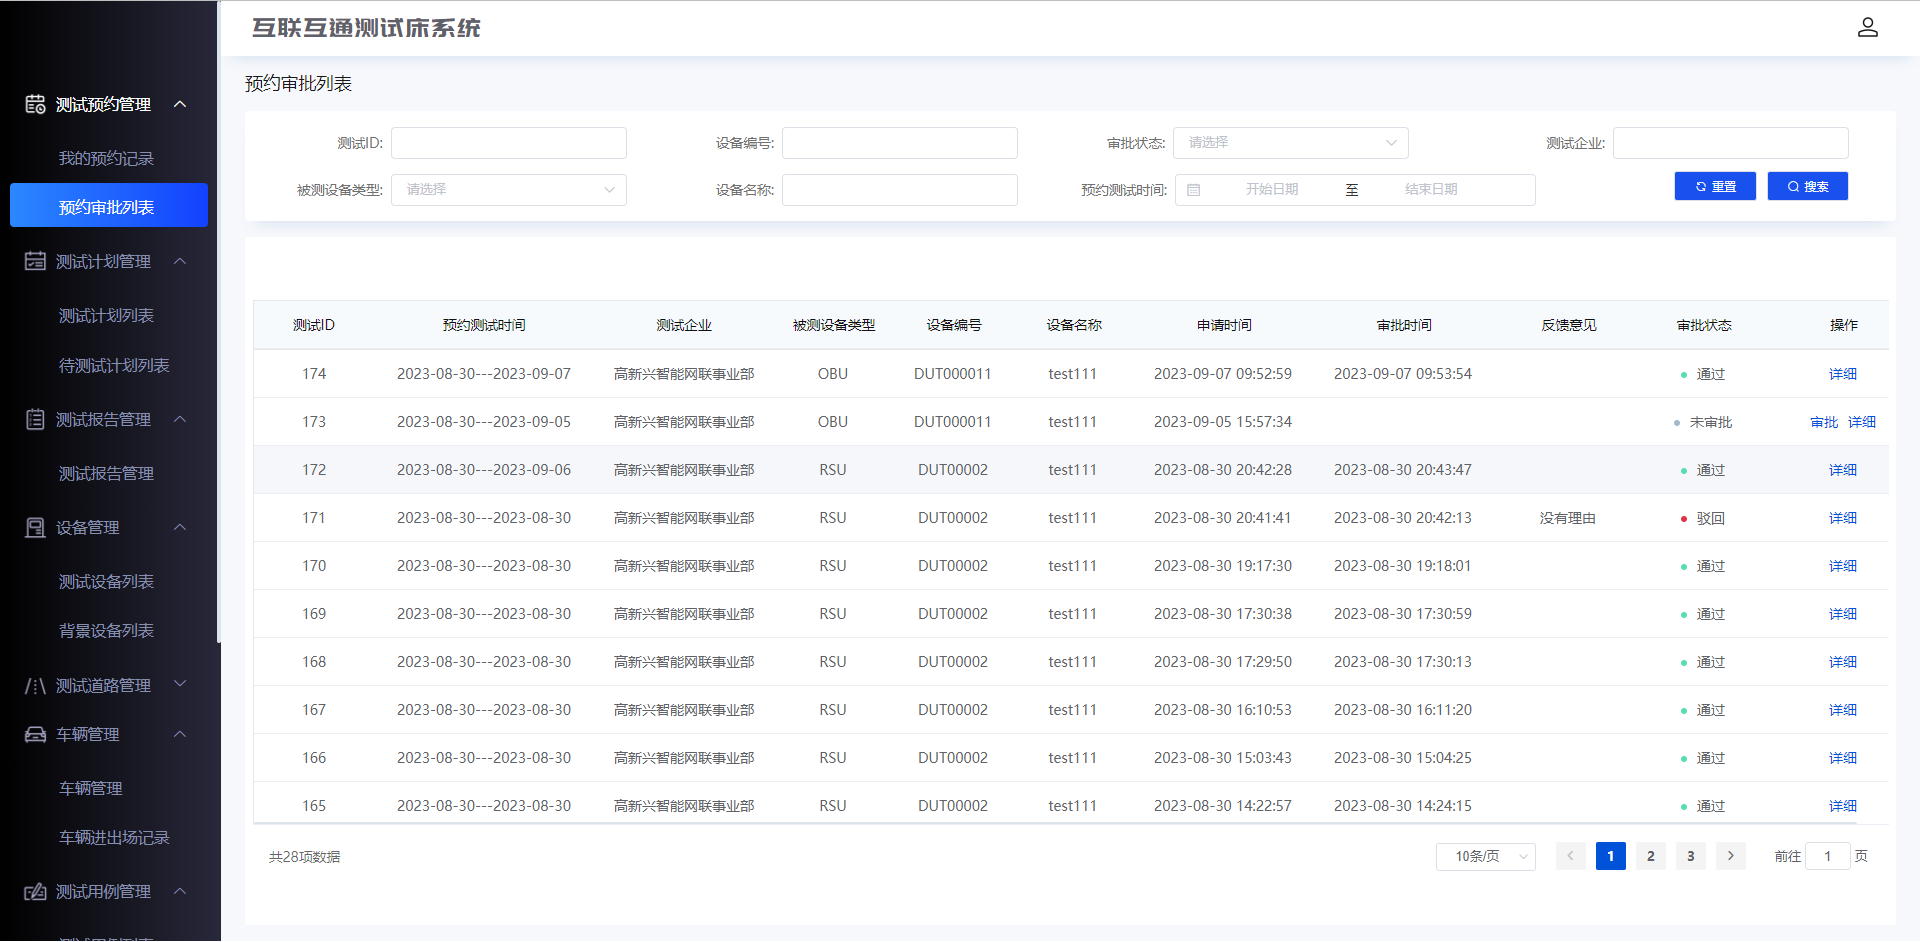 互联互通测试床系统
测试预约管理
我的预约记录
预约审批列表
测试计划管理
测试计划列表
待测试计划列表
测试报告管理
测试报告管理
设备管理
测试设备列表
背景设备列表
测试道路管理
车辆管理
车辆管理
车辆进出场记录
测试用例管理
预约审批列表
测试ID: 设备编号: 审批状态: 请选择 测试企业:
被测设备类型: 请选择 设备名称: 预约测试时间: 开始日期 至 结束日期 重置 搜索
测试ID 预约测试时间 测试企业 被测设备类型 设备编号 设备名称 申请时间 审批时间 反馈意见 审批状态 操作
174 2023-08-30---2023-09-07 高新兴智能网联事业部 OBU DUT000011 test111 2023-09-07 09:52:59 2023-09-07 09:53:54 通过 详细
173 2023-08-30---2023-09-05 高新兴智能网联事业部 OBU DUT000011 test111 2023-09-05 15:57:34 未审批 审批 详细
172 2023-08-30---2023-09-06 高新兴智能网联事业部 RSU DUT00002 test111 2023-08-30 20:42:28 2023-08-30 20:43:47 通过 详细
171 2023-08-30---2023-08-30 高新兴智能网联事业部 RSU DUT00002 test111 2023-08-30 20:41:41 2023-08-30 20:42:13 没有理由 驳回 详细
170 2023-08-30---2023-08-30 高新兴智能网联事业部 RSU DUT00002 test111 2023-08-30 19:17:30 2023-08-30 19:18:01 通过 详细
169 2023-08-30---2023-08-30 高新兴智能网联事业部 RSU DUT00002 test111 2023-08-30 17:30:38 2023-08-30 17:30:59 通过 详细
168 2023-08-30---2023-08-30 高新兴智能网联事业部 RSU DUT00002 test111 2023-08-30 17:29:50 2023-08-30 17:30:13 通过 详细
167 2023-08-30---2023-08-30 高新兴智能网联事业部 RSU DUT00002 test111 2023-08-30 16:10:53 2023-08-30 16:11:20 通过 详细
166 2023-08-30---2023-08-30 高新兴智能网联事业部 RSU DUT00002 test111 2023-08-30 15:03:43 2023-08-30 15:04:25 通过 详细
165 2023-08-30---2023-08-30 高新兴智能网联事业部 RSU DUT00002 test111 2023-08-30 14:22:57 2023-08-30 14:24:15 通过 详细
共28项数据 10条/页 1 2 3 前往 1 页